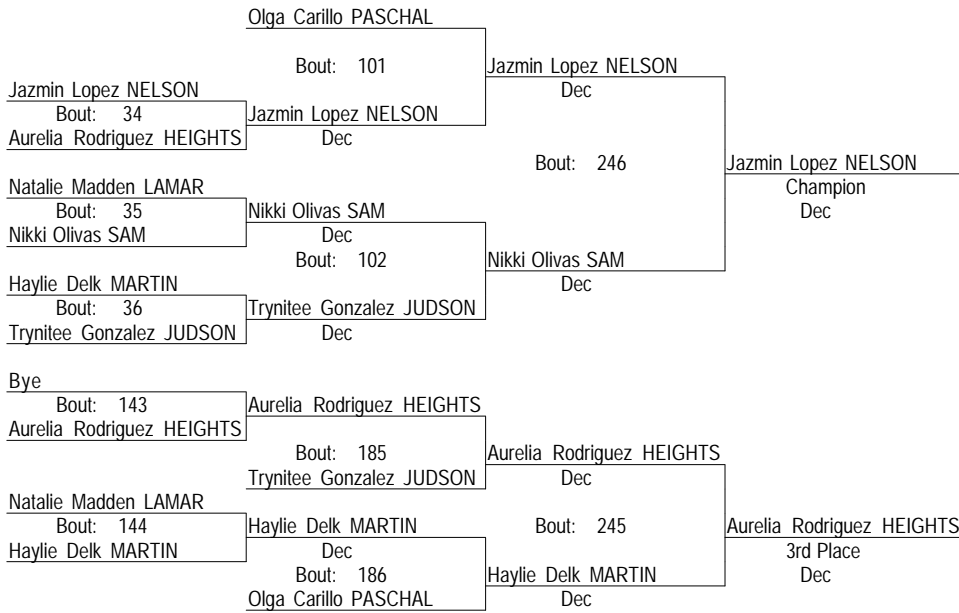 Olga Carillo PASCHAL
Bout: 101
Jazmin Lopez NELSON
Dec
Jazmin Lopez NELSON
Bout: 34
Jazmin Lopez NELSON
Aurelia Rodriguez HEIGHTS
Dec
Bout: 246
Jazmin Lopez NELSON
Champion
Dec
Natalie Madden LAMAR
Bout: 35
Nikki Olivas SAM
Nikki Olivas SAM
Dec
Bout: 102
Nikki Olivas SAM
Dec
Haylie Delk MARTIN
Bout: 36
Trynitee Gonzalez JUDSON
Trynitee Gonzalez JUDSON
Dec
Bye
Bout: 143
Aurelia Rodriguez HEIGHTS
Aurelia Rodriguez HEIGHTS
Bout: 185
Aurelia Rodriguez HEIGHTS
Trynitee Gonzalez JUDSON
Dec
Natalie Madden LAMAR
Bout: 144
Haylie Delk MARTIN
Bout: 245
Aurelia Rodriguez HEIGHTS
Haylie Delk MARTIN
Dec
3rd Place
Bout: 186
Haylie Delk MARTIN
Dec
Olga Carillo PASCHAL
Dec